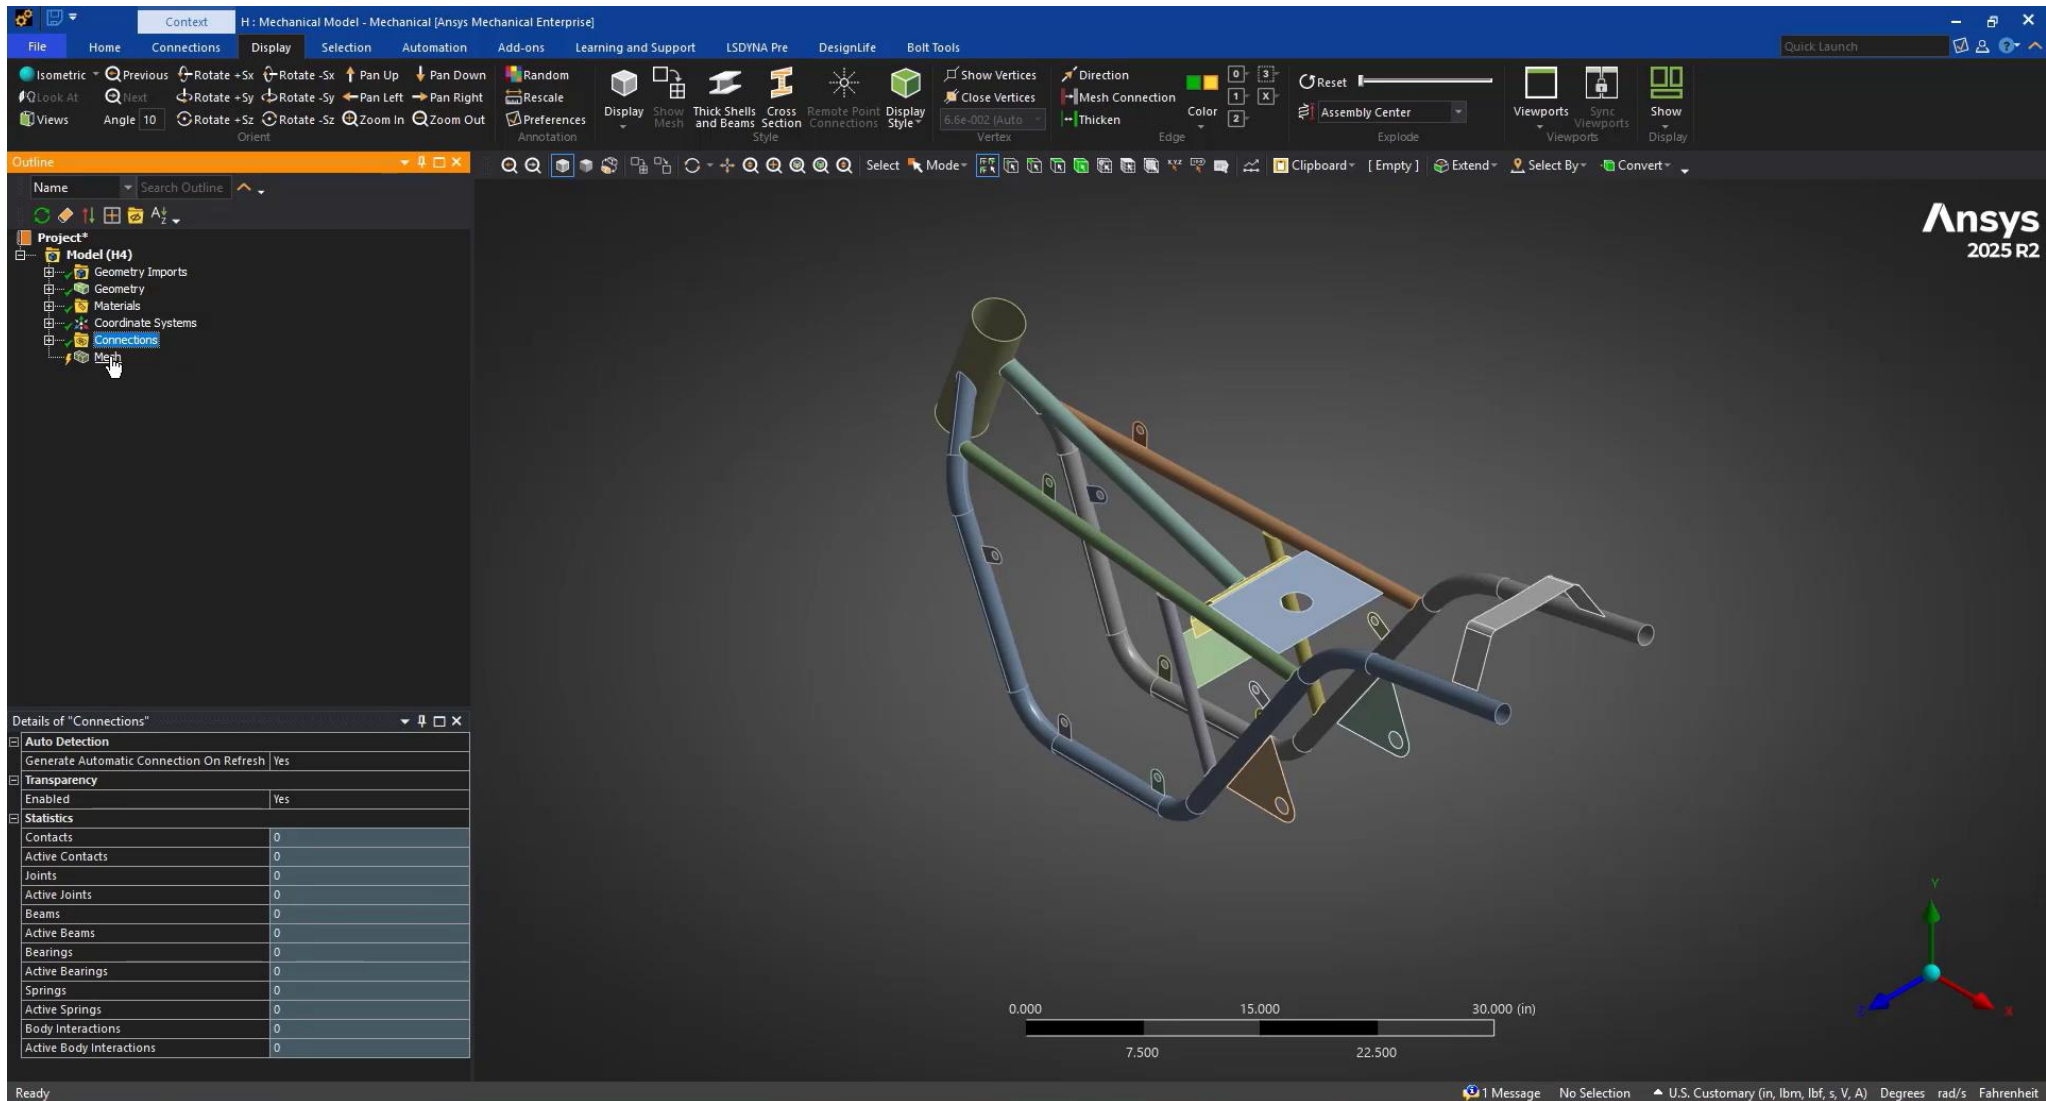 Context H : Mechanical Model - Mechanical [Ansys Mechanical Enterprise]
File Home Connections Display Selection Automation Add-ons Learning and Support LSDYNA Pre DesignLife Bolt Tools Quick Launch
Isometric Previous Rotate +Sx Rotate -Sx Pan Up Pan Down Random Show Vertices Direction 0 3 Reset
Look At Next Rotate +Sy Rotate -Sy Pan Left Pan Right Rescale Close Vertices Mesh Connection 1 X
Views Angle 10 Rotate +Sz Rotate -Sz Zoom In Zoom Out Preferences 6.6e-002 (Auto Thicken 2 Assembly Center
Display Show Mesh Thick Shells and Beams Cross Section Remote Point Connections Display Style Color Viewports Sync Viewports Show
Orient Annotation Style Vertex Edge Explode Viewports Display
Outline
Select Mode Clipboard [ Empty ] Extend Select By Convert
Name Search Outline
Project*
Model (H4)
Geometry Imports
Geometry
Materials
Coordinate Systems
Connections
Mesh
Ansys
2025 R2
Details of "Connections"
Auto Detection
Generate Automatic Connection On Refresh Yes
Transparency
Enabled Yes
Statistics
Contacts 0
Active Contacts 0
Joints 0
Active Joints 0
Beams 0
Active Beams 0
Bearings 0
Active Bearings 0
Springs 0
Active Springs 0
Body Interactions 0
Active Body Interactions 0
0.000 15.000 30.000 (in)
7.500 22.500
Y
Z
X
Ready 1 Message No Selection U.S. Customary (in, lbm, lbf, s, V, A) Degrees rad/s Fahrenheit